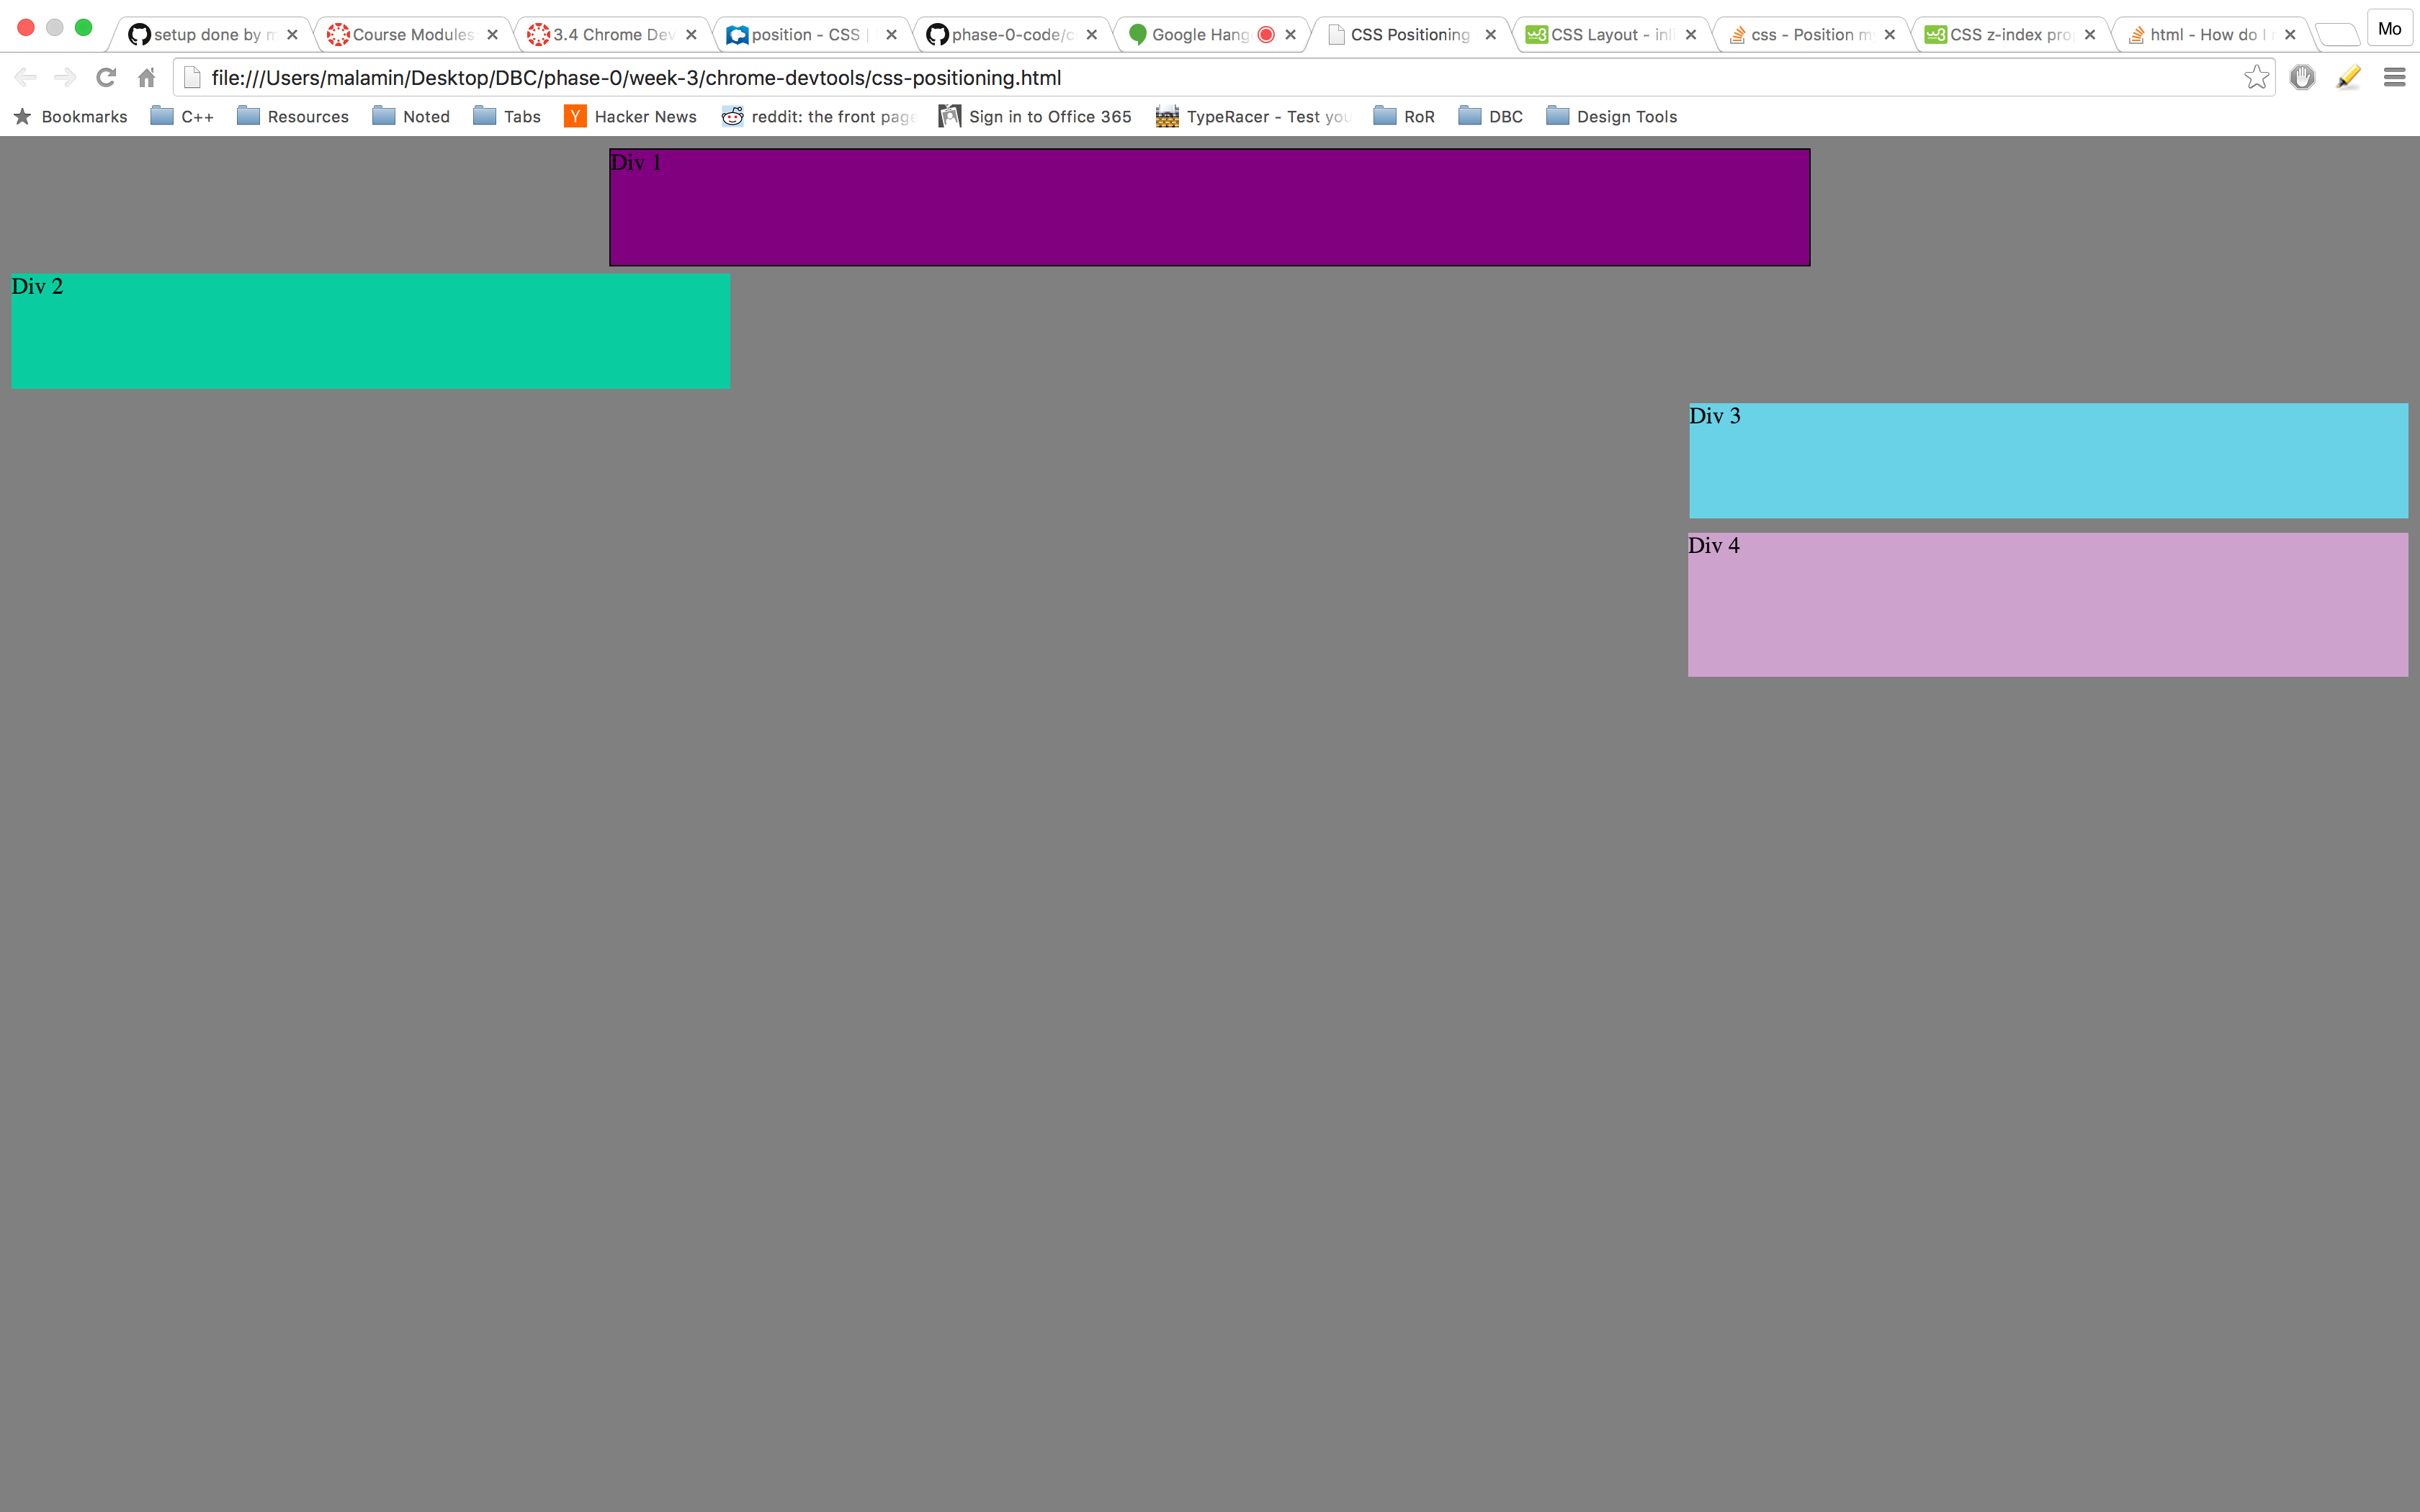 setup done by m Course Modules 3.4 Chrome Dev position - CSS | phase-0-code/c Google Hang CSS Positioning CSS Layout - inli css - Position m CSS z-index pro html - How do I Mo
file:///Users/malamin/Desktop/DBC/phase-0/week-3/chrome-devtools/css-positioning.html
Bookmarks C++ Resources Noted Tabs Y Hacker News reddit: the front page Sign in to Office 365 TypeRacer - Test you RoR DBC Design Tools
Div 1
Div 2
Div 3
Div 4